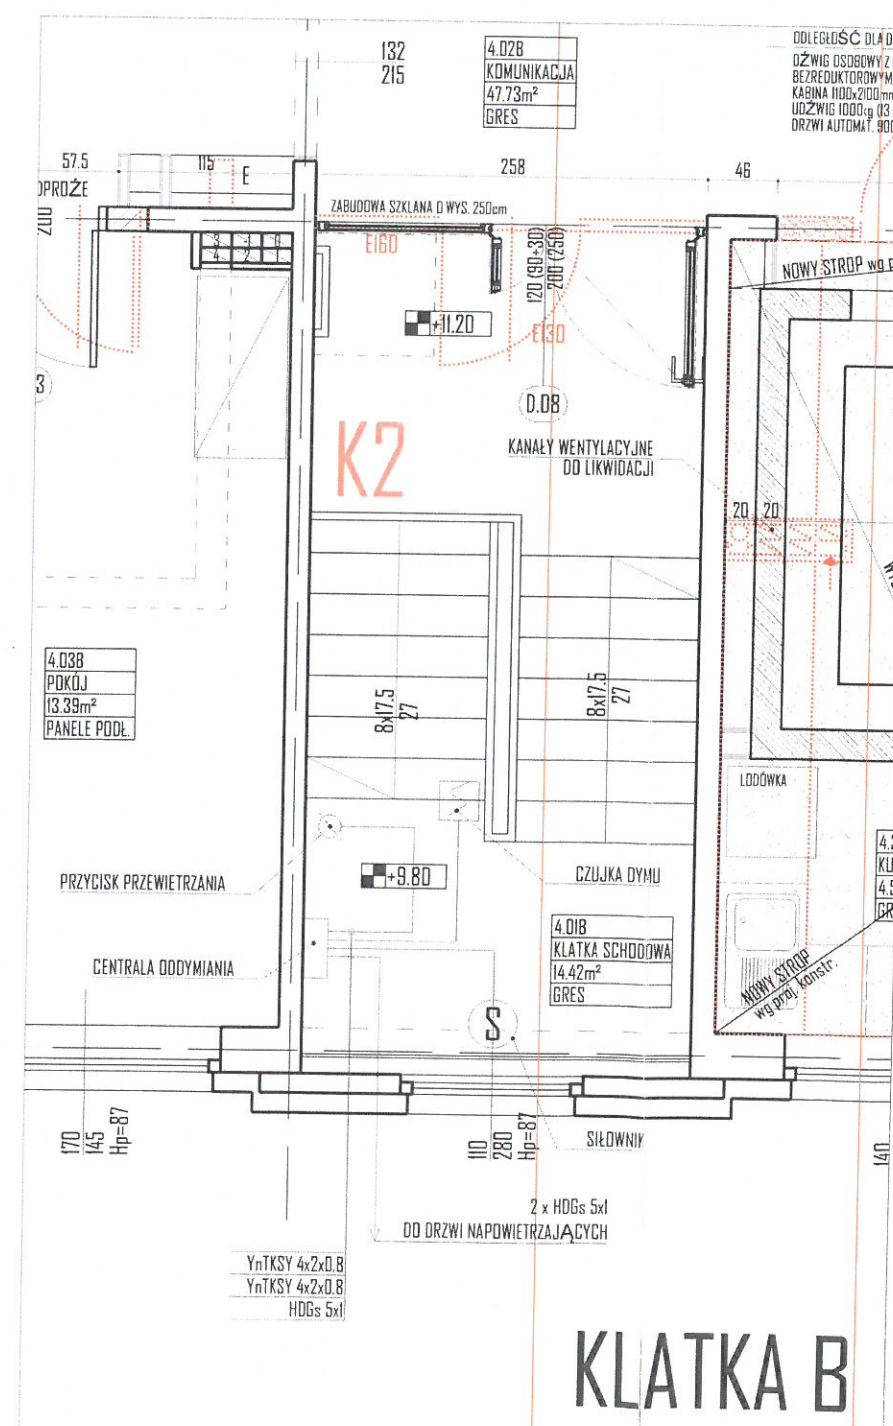 132
215
4.02B
KOMUNIKACJA
47.73m²
GRES
ODLEGŁOŚĆ DLA
DŹWIG OSOBOWY Z
BEZREDUKTOROWYM
KABINA 1100x2100mm
UDŹWIG 1000kg (13
DRZWI AUTOMAT. 900
57.5
115
E
258
46
200
ZABUDOWA SZKLANA O WYS. 250cm
EI60
120 (90+30)
200 (250)
NOWY STROP wg
+11.20
EI30
3
D.08
K2
KANAŁY WENTYLACYJNE
DO LIKWIDACJI
20
20
4.03B
POKÓJ
13.39m²
PANELE PODŁ.
8x17.5
27
8x17.5
27
LODÓWKA
PRZYCISK PRZEWIETRZANIA
+9.80
CZUJKA DYMU
4.01B
KLATKA SCHODOWA
14.42m²
GRES
CENTRALA ODDYMIANIA
NOWY STROP
wg proj. konstr.
S
170
145
Hp=87
110
280
Hp=87
SIŁOWNIK
140
2 x HDGs 5x1
DO DRZWI NAPOWIETRZAJĄCYCH
YnTKSY 4x2x0.8
YnTKSY 4x2x0.8
HDGs 5x1
KLATKA B